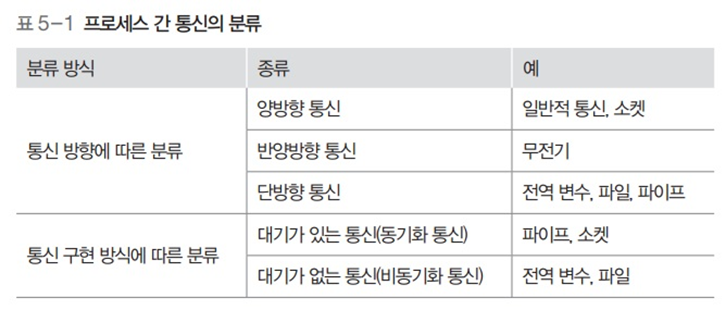 표 5-1 프로세스 간 통신의 분류
분류 방식 종류 예
통신 방향에 따른 분류
양방향 통신 일반적 통신, 소켓
반양방향 통신 무전기
단방향 통신 전역 변수, 파일, 파이프
통신 구현 방식에 따른 분류
대기가 있는 통신(동기화 통신) 파이프, 소켓
대기가 없는 통신(비동기화 통신) 전역 변수, 파일